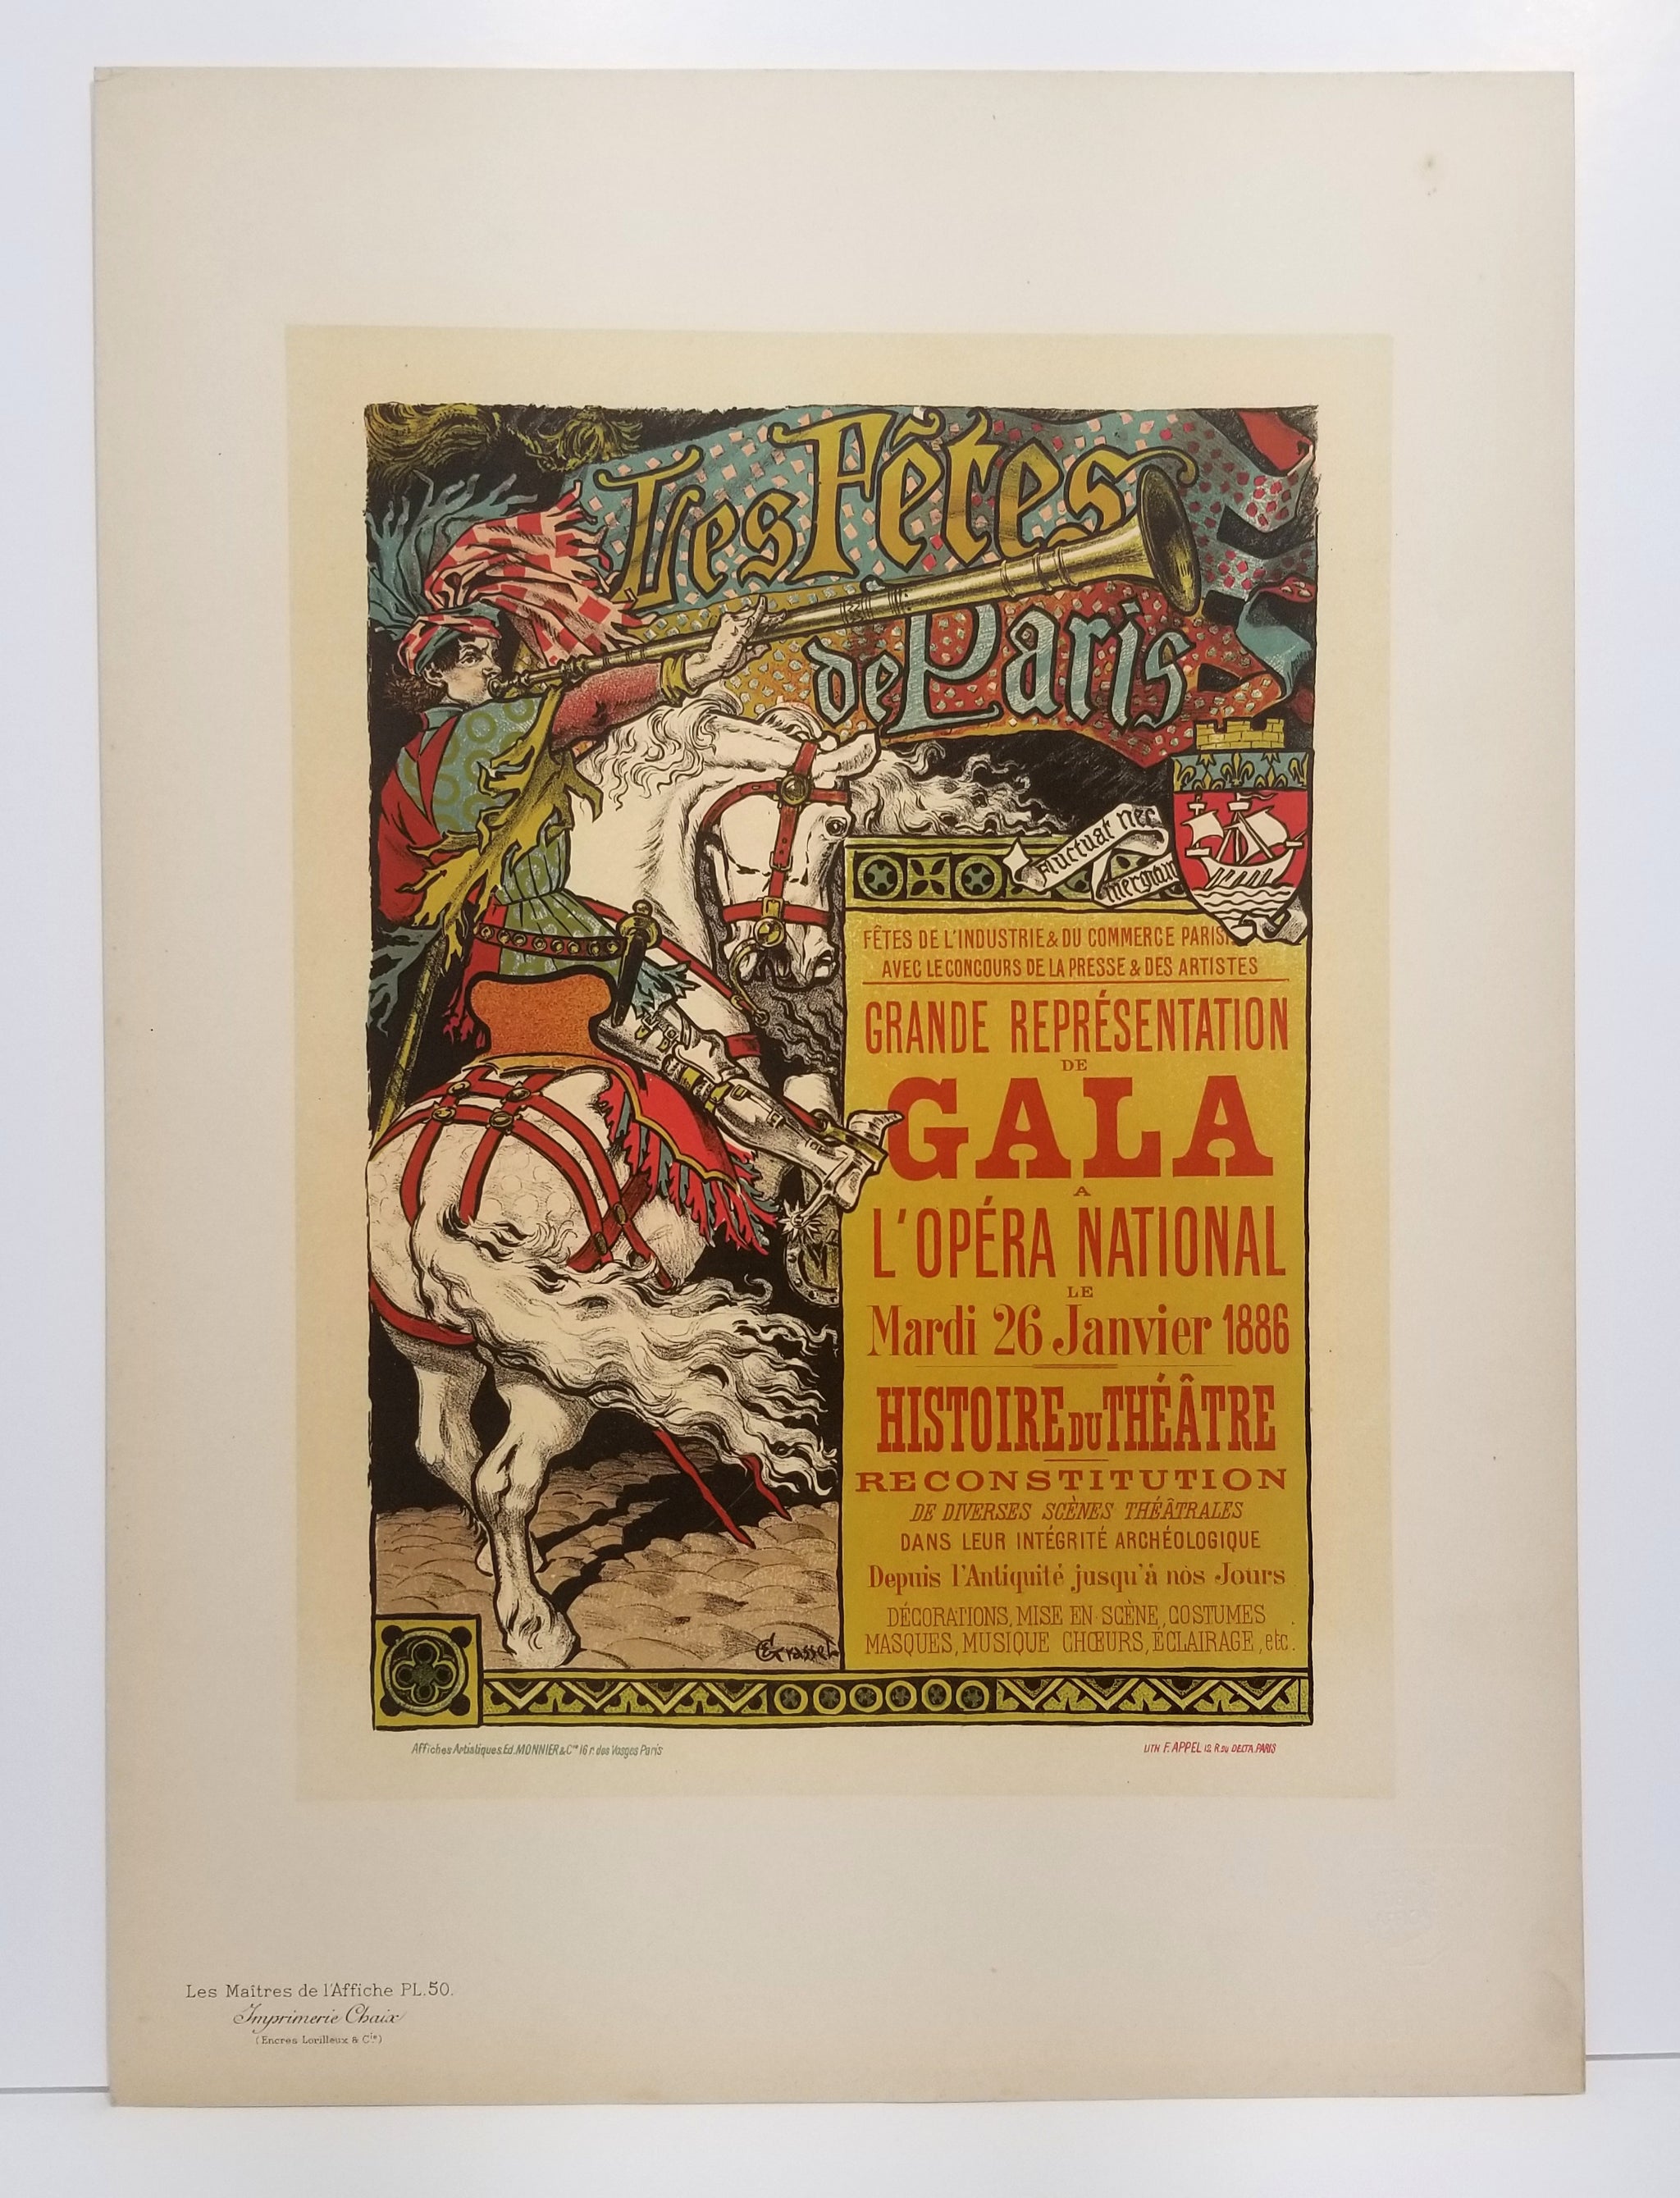 Les Fêtes
de Paris
Fluctuat nec
mergitur
FÊTES DE L'INDUSTRIE & DU COMMERCE
AVEC LE CONCOURS DE LA PRESSE & DES ARTISTES
GRANDE REPRÉSENTATION
DE
GALA
A
L'OPÉRA NATIONAL
LE
Mardi 26 Janvier 1886
HISTOIRE DU THÉÂTRE
RECONSTITUTION
DE DIVERSES SCÈNES THÉÂTRALES
DANS LEUR INTÉGRITÉ ARCHÉOLOGIQUE
Depuis l'Antiquité jusqu'à nos Jours
DÉCORATIONS, MISE EN SCÈNE, COSTUMES
MASQUES, MUSIQUE CHŒURS, ÉCLAIRAGE, etc.
EGrasset
Affiches Artistiques Ed. MONNIER & Cie 16 r. des Vosges Paris
LITH F. APPEL 12, R. DU DELTA, PARIS
Les Maîtres de l'Affiche PL. 50.
Imprimerie Chaix
(Encres Lorilleux & Cie)